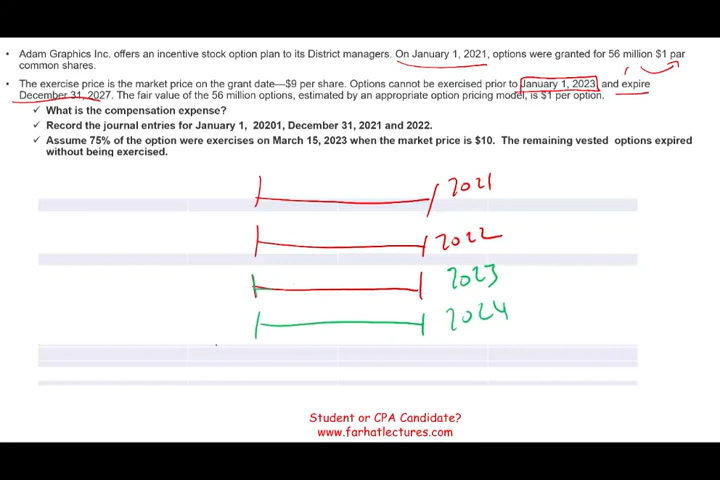 • Adam Graphics Inc. offers an incentive stock option plan to its District managers. On January 1, 2021, options were granted for 56 million $1 par
common shares.
• The exercise price is the market price on the grant date—$9 per share. Options cannot be exercised prior to January 1, 2023, and expire
December 31, 2027. The fair value of the 56 million options, estimated by an appropriate option pricing model, is $1 per option.
✓ What is the compensation expense?
✓ Record the journal entries for January 1, 20201, December 31, 2021 and 2022.
✓ Assume 75% of the option were exercises on March 15, 2023 when the market price is $10. The remaining vested options expired
without being exercised.
2021
2022
2023
2024
Student or CPA Candidate?
www.farhatlectures.com